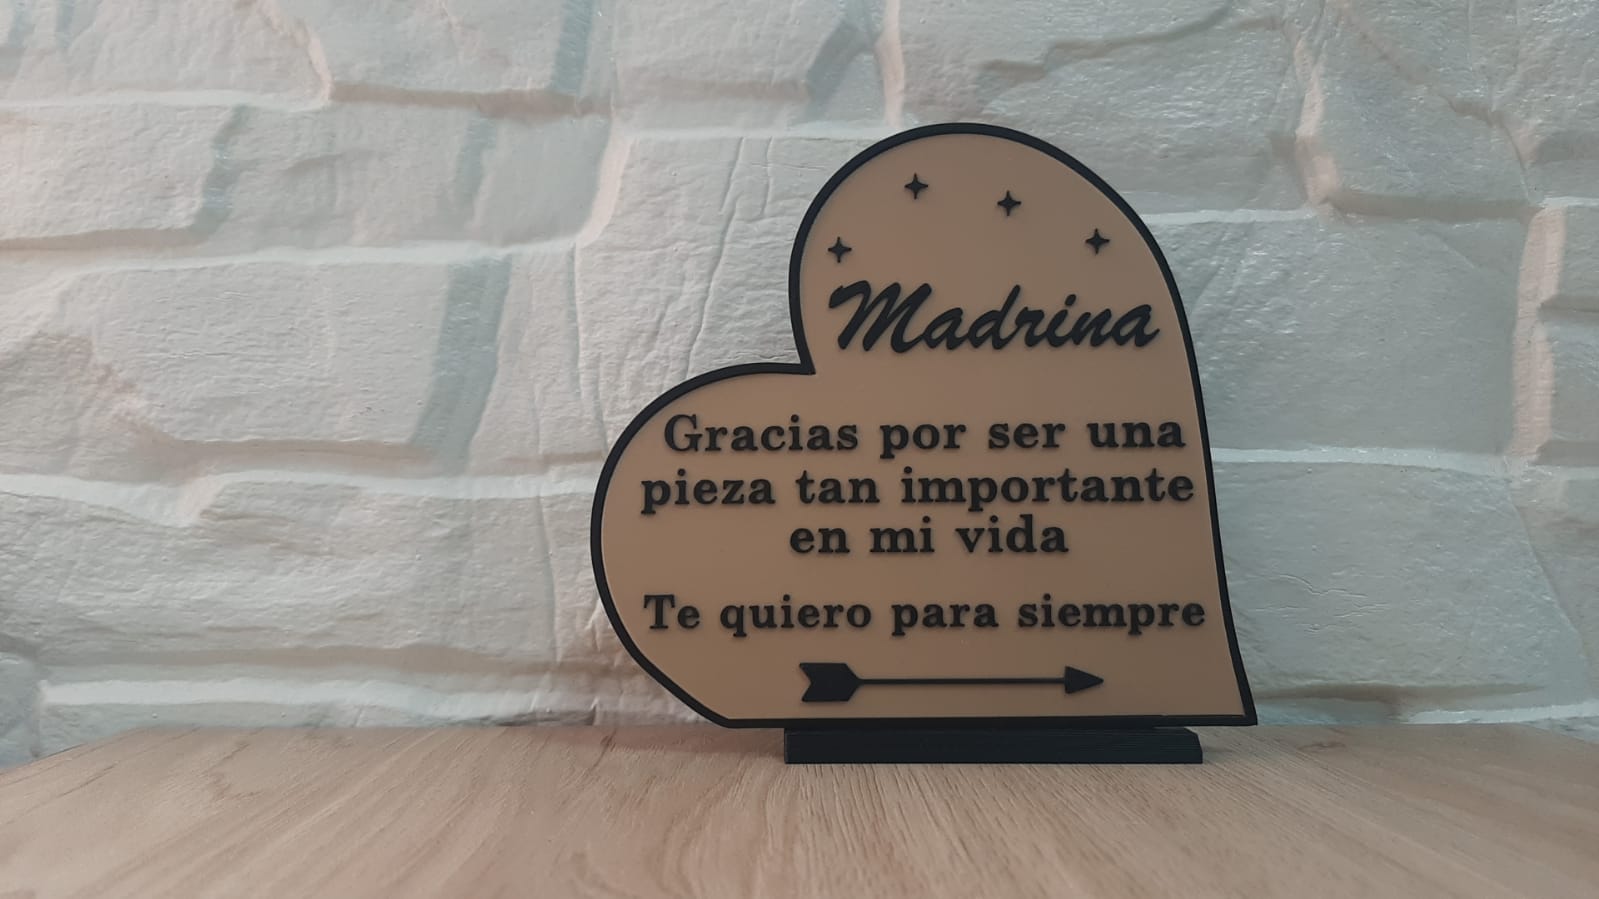 Madrina
Gracias por ser una
pieza tan importante
en mi vida
Te quiero para siempre